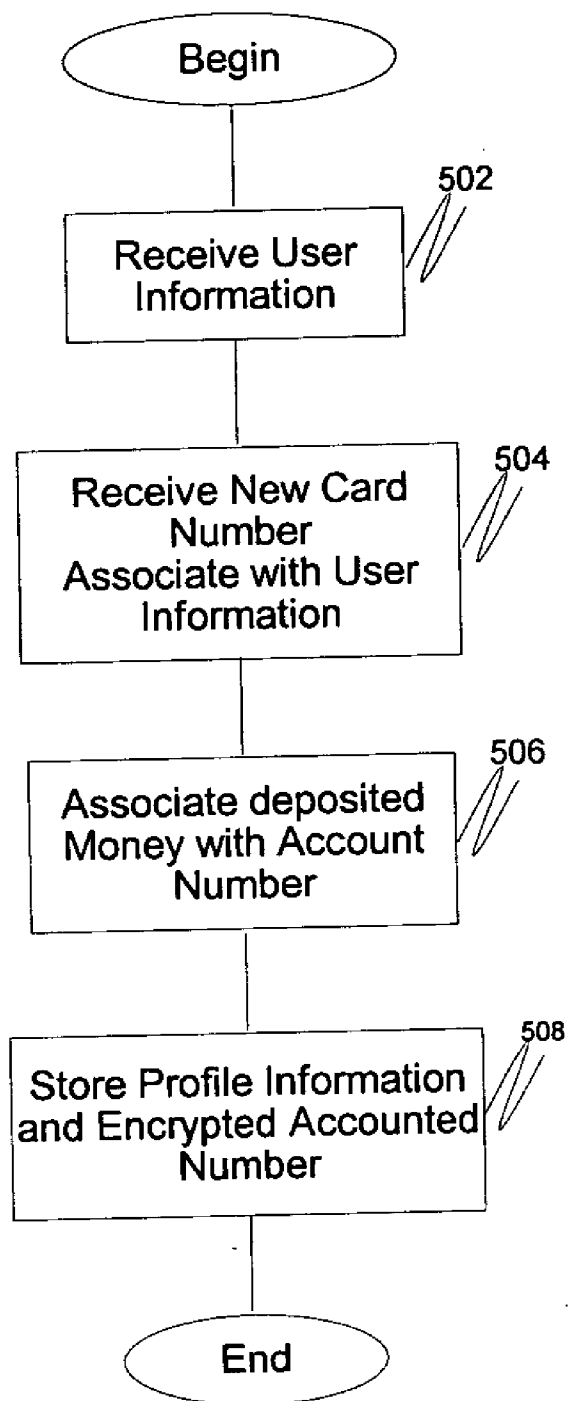 Begin
502
Receive User
Information
504
Receive New Card
Number
Associate with User
Information
506
Associate deposited
Money with Account
Number
508
Store Profile Information
and Encrypted Accounted
Number
End